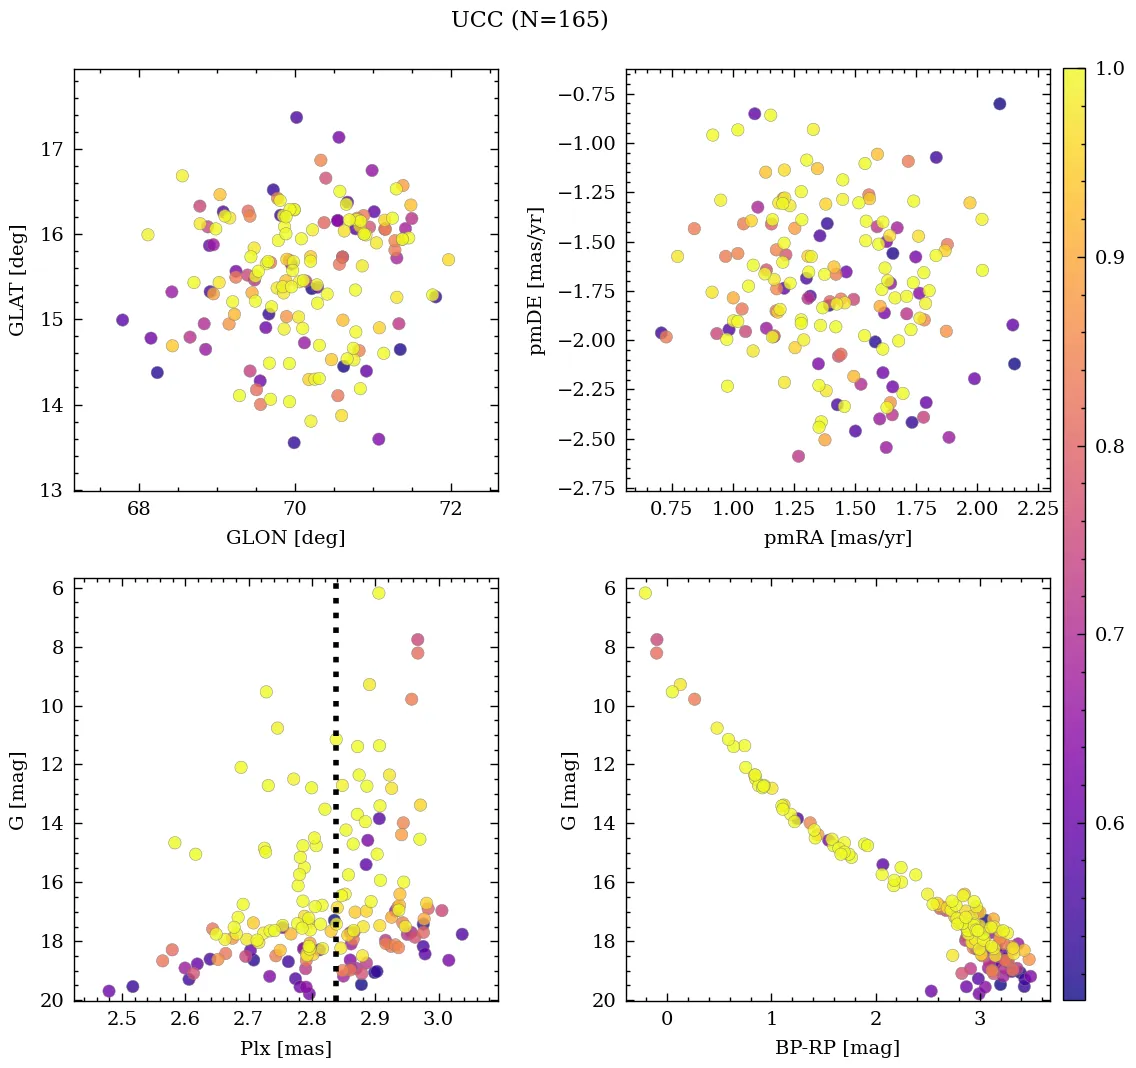 UCC (N=165)
17
16
15
14
13
68 70 72
GLAT [deg]
GLON [deg]
−0.75
−1.00
−1.25
−1.50
−1.75
−2.00
−2.25
−2.50
−2.75
0.75 1.00 1.25 1.50 1.75 2.00 2.25
pmDE [mas/yr]
pmRA [mas/yr]
1.0
0.9
0.8
0.7
0.6
6
8
10
12
14
16
18
20
2.5 2.6 2.7 2.8 2.9 3.0
G [mag]
Plx [mas]
6
8
10
12
14
16
18
20
0 1 2 3
G [mag]
BP-RP [mag]